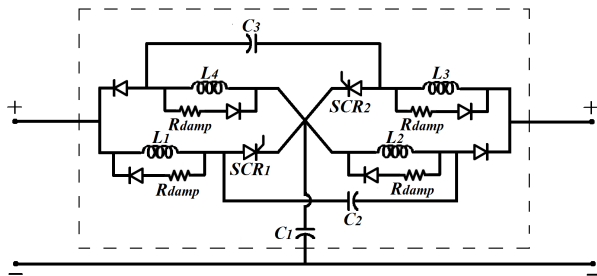 C3
L4
L3
SCR2
Rdamp
Rdamp
+
+
L1
L2
SCR1
Rdamp
Rdamp
C2
C1
–
–